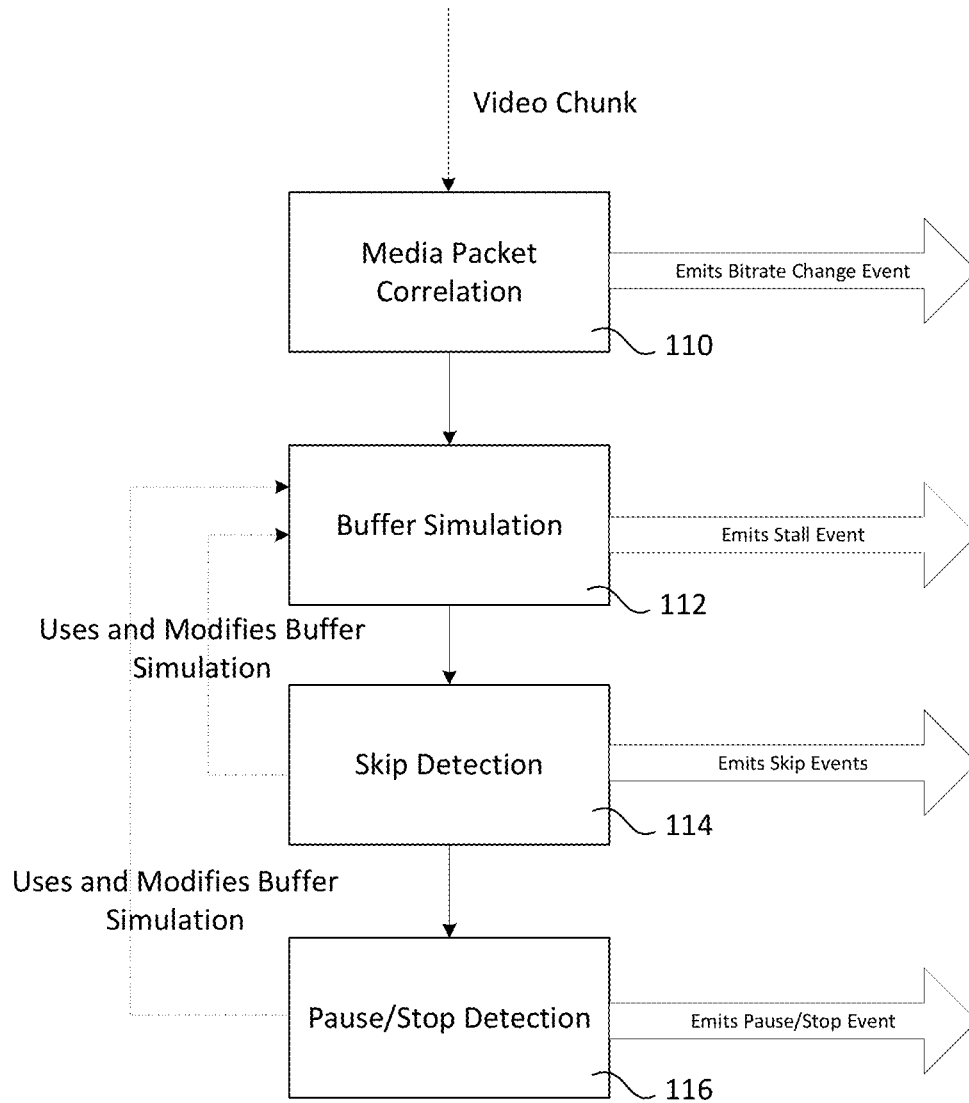 Video Chunk
Media Packet
Correlation
Emits Bitrate Change Event
110
Buffer Simulation
Emits Stall Event
112
Uses and Modifies Buffer
Simulation
Skip Detection
Emits Skip Events
114
Uses and Modifies Buffer
Simulation
Pause/Stop Detection
Emits Pause/Stop Event
116